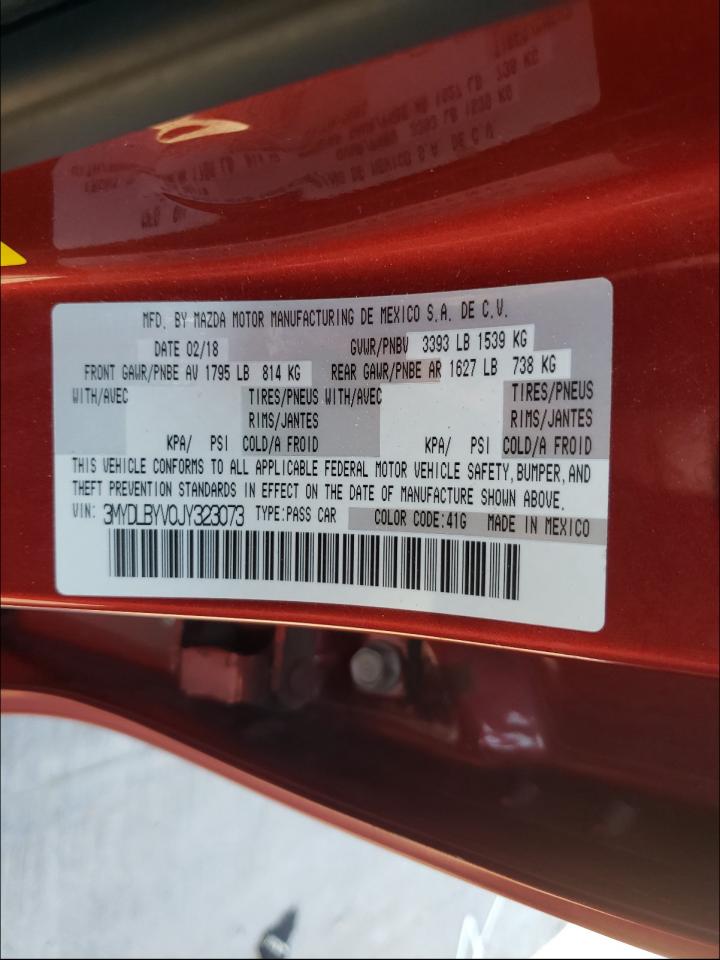 MFD. BY MAZDA MOTOR MANUFACTURING DE MEXICO S.A. DE C.V.
DATE 02/18 GVWR/PNBV 3393 LB 1539 KG
FRONT GAWR/PNBE AV 1795 LB 814 KG REAR GAWR/PNBE AR 1627 LB 738 KG
WITH/AVEC TIRES/PNEUS WITH/AVEC TIRES/PNEUS
RIMS/JANTES RIMS/JANTES
KPA/ PSI COLD/A FROID KPA/ PSI COLD/A FROID
THIS VEHICLE CONFORMS TO ALL APPLICABLE FEDERAL MOTOR VEHICLE SAFETY, BUMPER, AND
THEFT PREVENTION STANDARDS IN EFFECT ON THE DATE OF MANUFACTURE SHOWN ABOVE.
VIN: 3MYDLBYV0JY323073 TYPE:PASS CAR COLOR CODE:41G MADE IN MEXICO